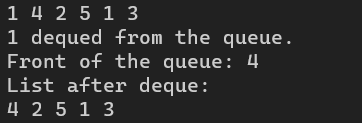 1 4 2 5 1 3
1 dequed from the queue.
Front of the queue: 4
List after deque:
4 2 5 1 3